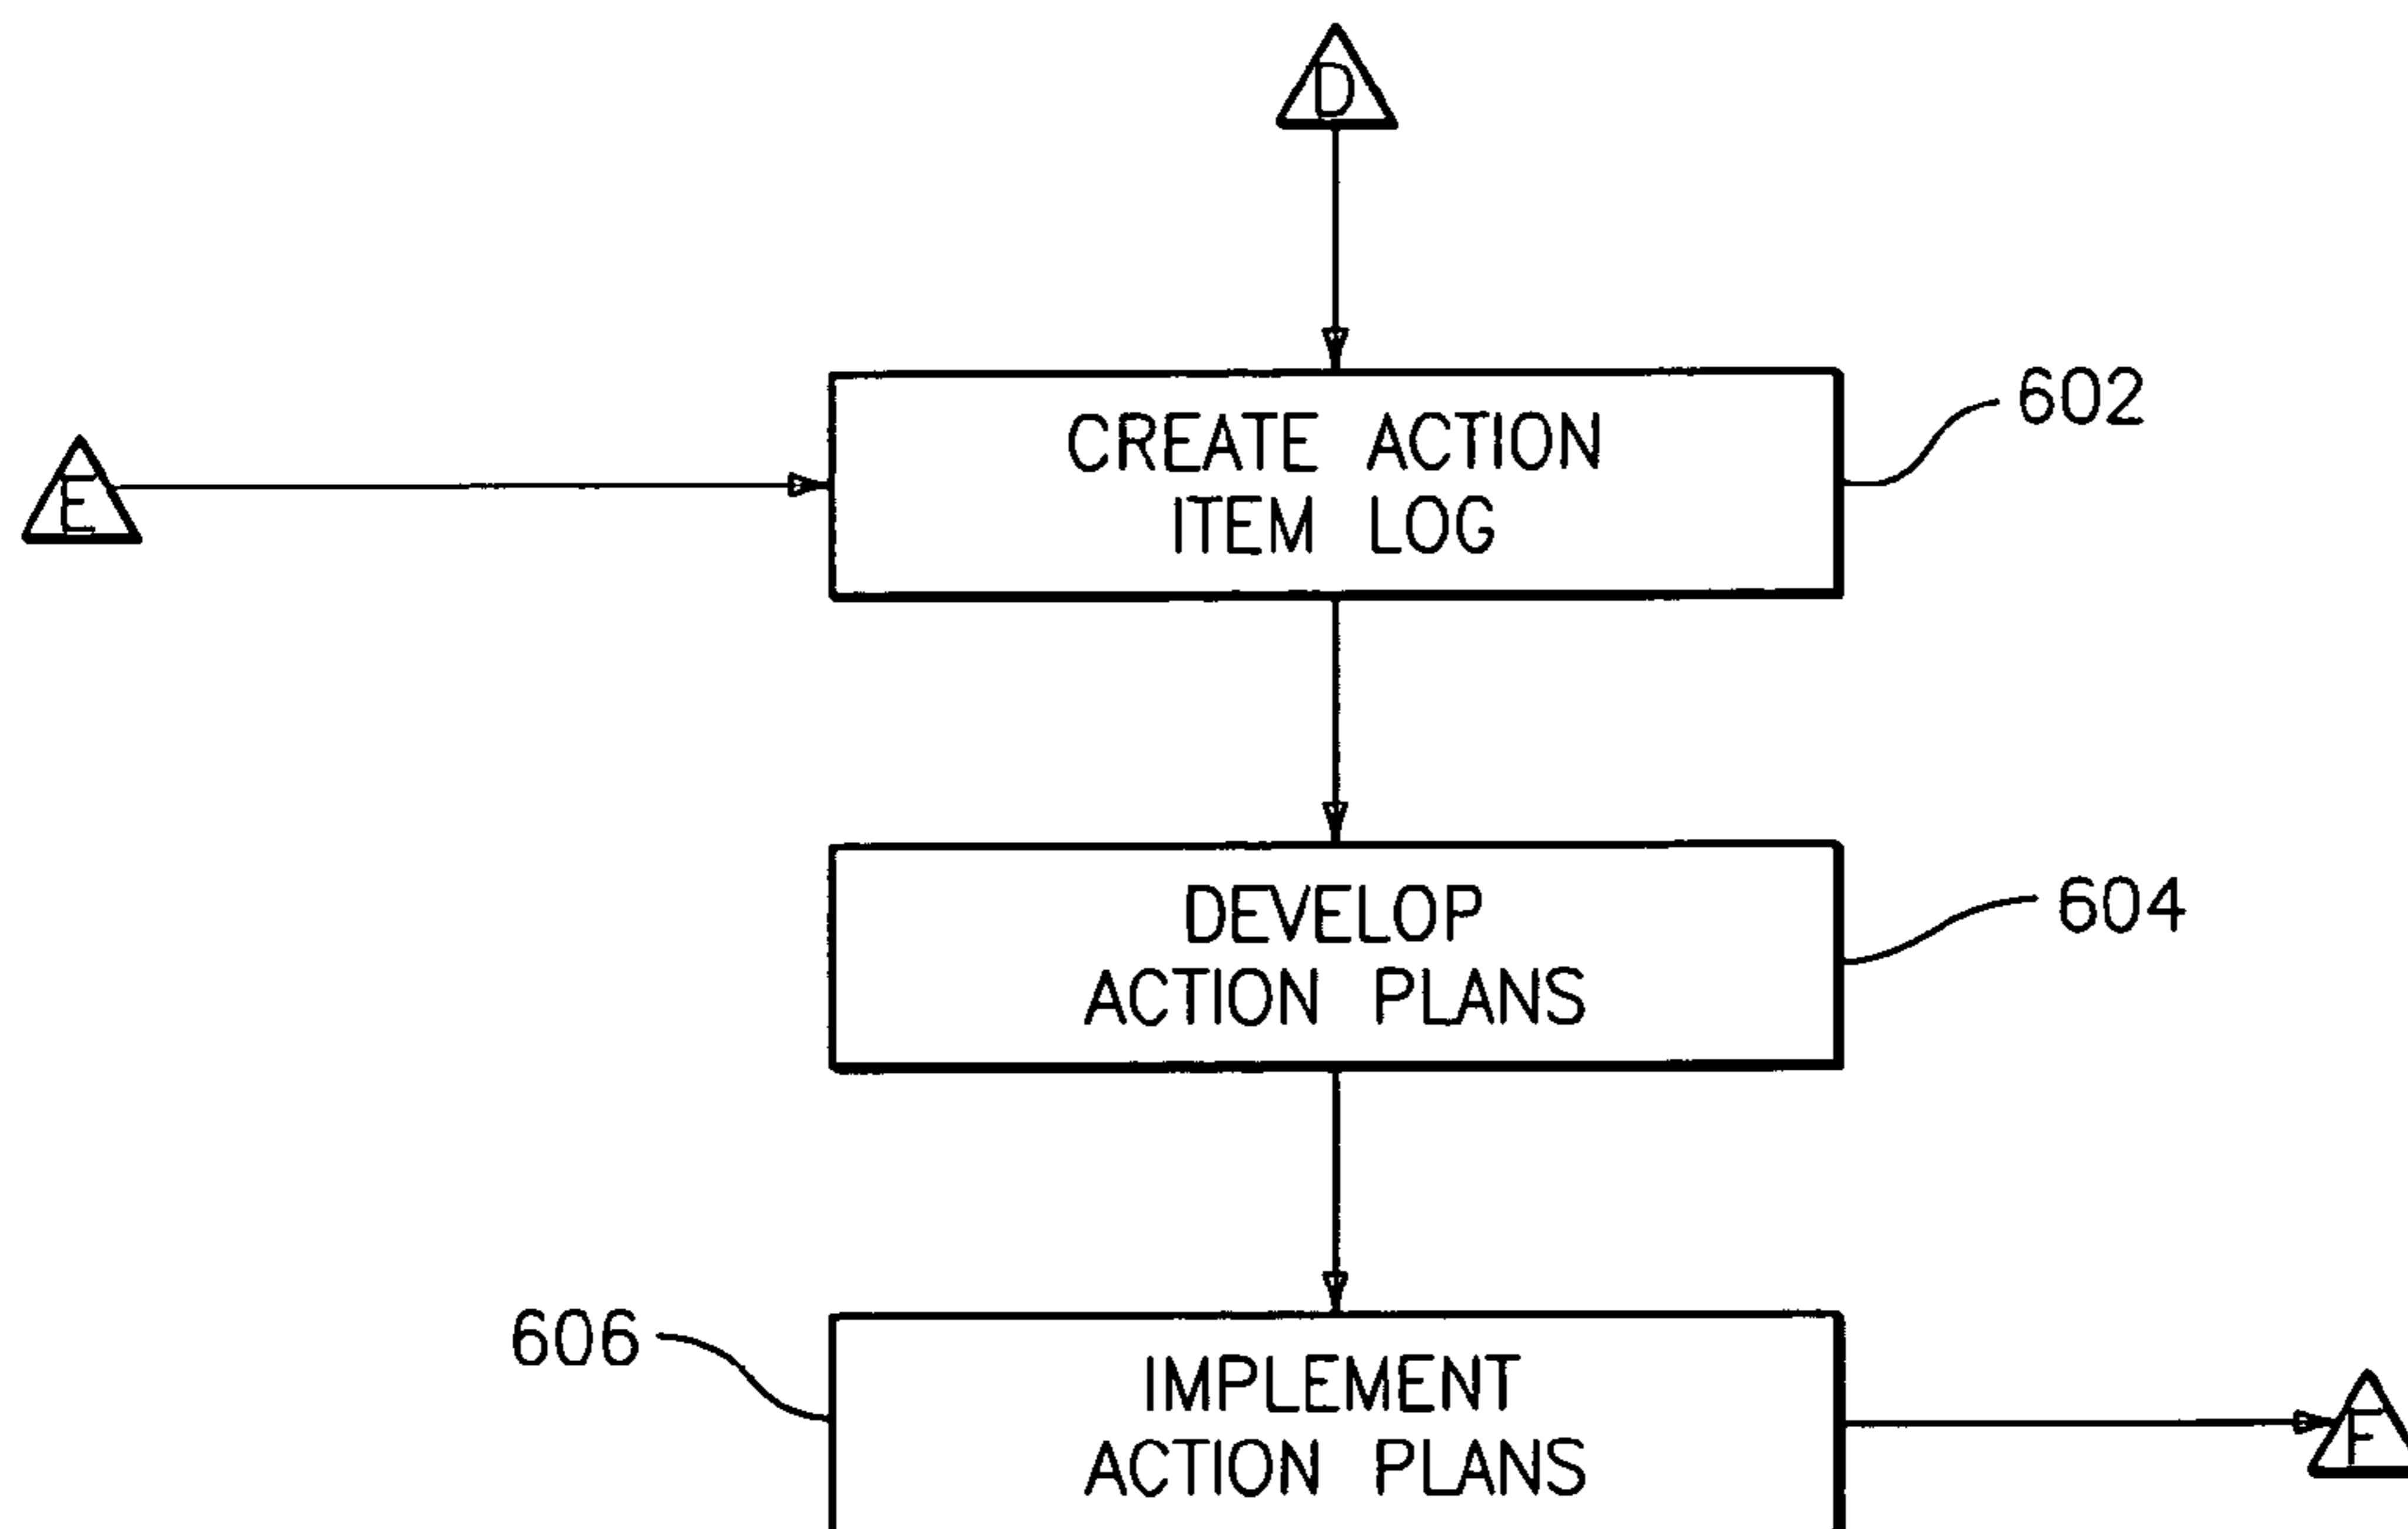 D
CREATE ACTION
ITEM LOG
602
E
DEVELOP
ACTION PLANS
604
606
IMPLEMENT
ACTION PLANS
F